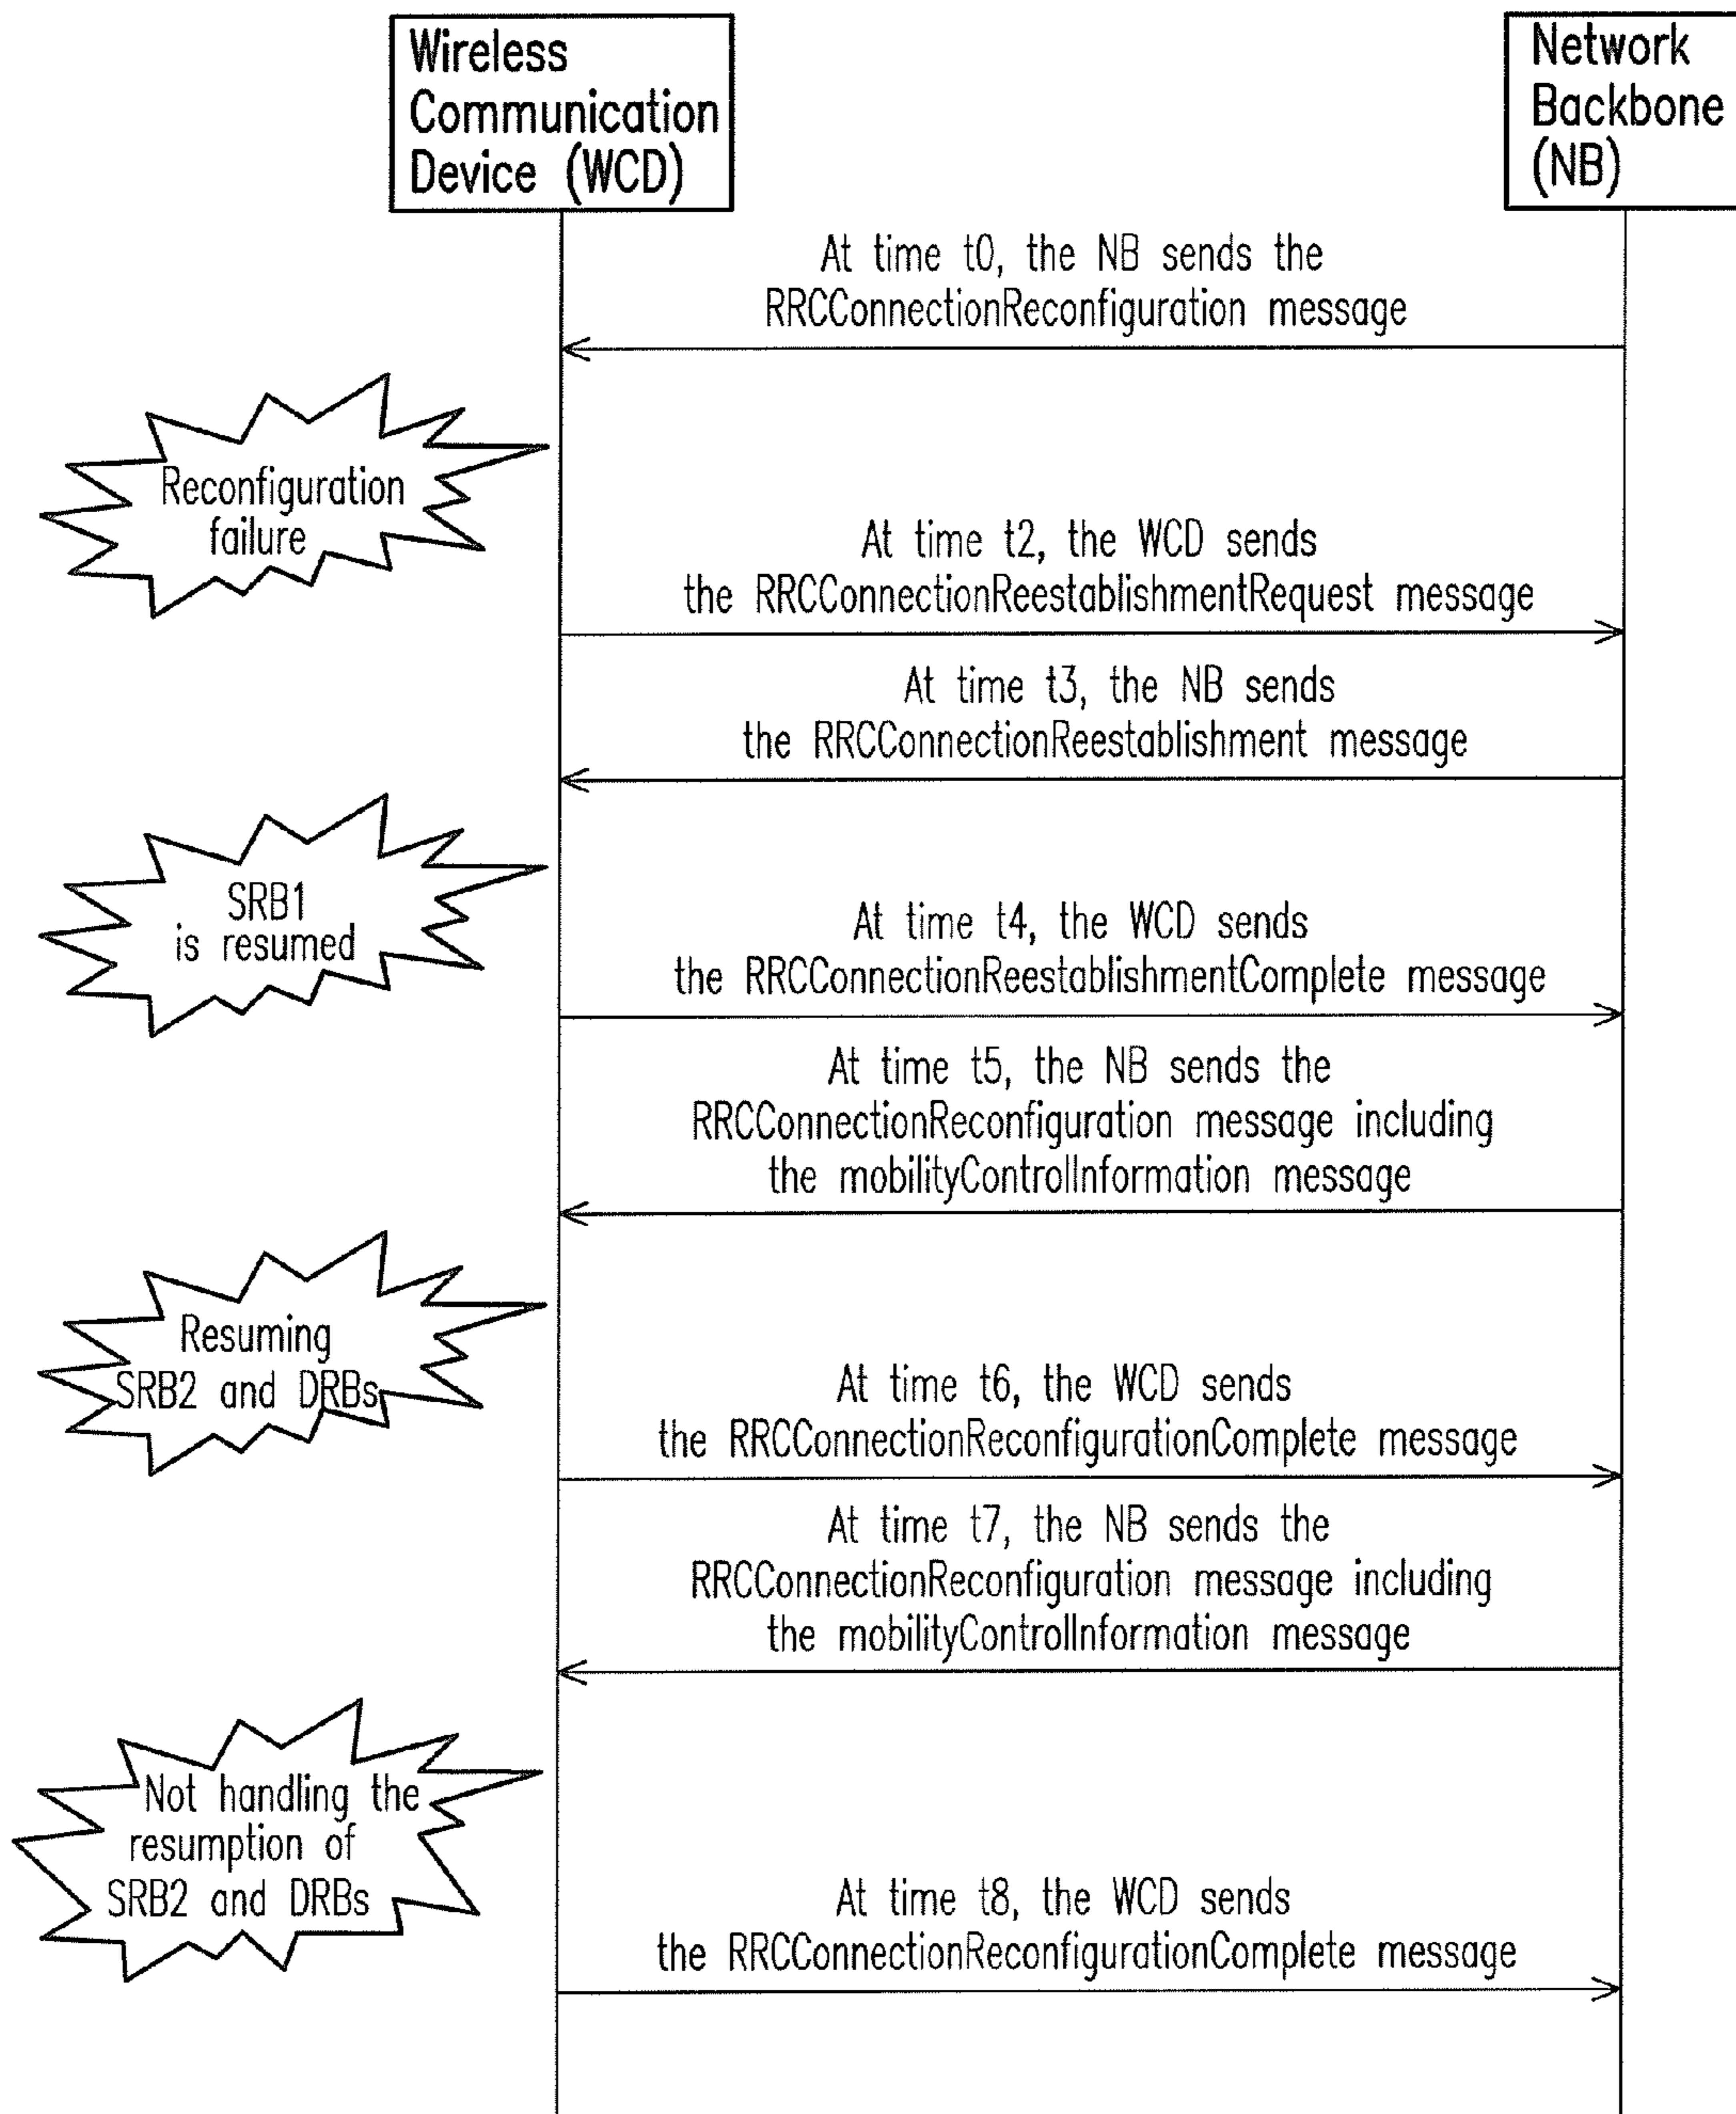 Wireless
Communication
Device (WCD)
Network
Backbone
(NB)
At time t0, the NB sends the
RRCConnectionReconfiguration message
Reconfiguration
failure
At time t2, the WCD sends
the RRCConnectionReestablishmentRequest message
At time t3, the NB sends
the RRCConnectionReestablishment message
SRB1
is resumed
At time t4, the WCD sends
the RRCConnectionReestablishmentComplete message
At time t5, the NB sends the
RRCConnectionReconfiguration message including
the mobilityControlInformation message
Resuming
SRB2 and DRBs
At time t6, the WCD sends
the RRCConnectionReconfigurationComplete message
At time t7, the NB sends the
RRCConnectionReconfiguration message including
the mobilityControlInformation message
Not handling the
resumption of
SRB2 and DRBs
At time t8, the WCD sends
the RRCConnectionReconfigurationComplete message